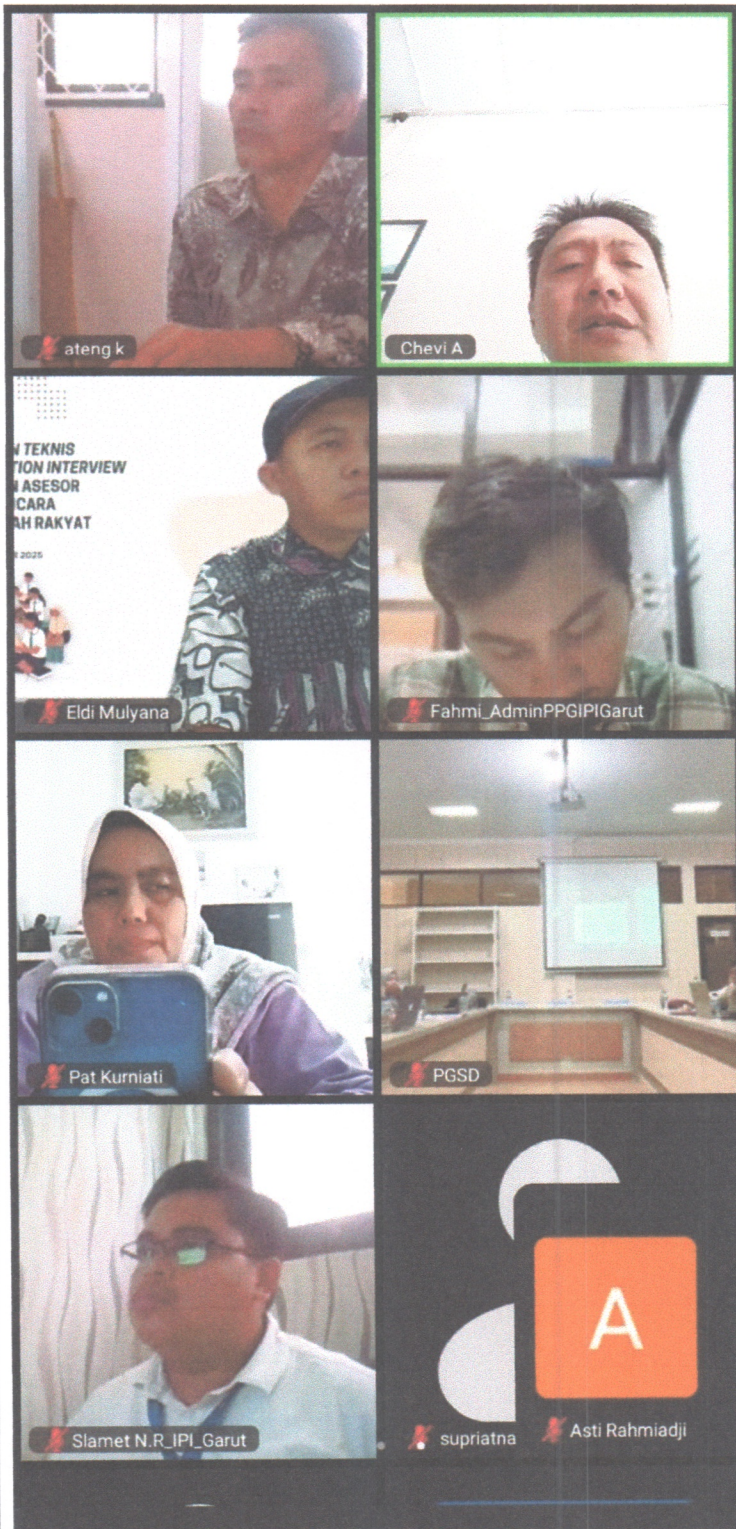 ateng k
Chevi A
N TEKNIS
TION INTERVIEW
N ASESOR
CARA
AH RAKYAT
R 2025
Eldi Mulyana
Fahmi_AdminPPGIPIGarut
Pat Kurniati
PGSD
Slamet N.R_IPI_Garut
A
supriatna
Asti Rahmiadji